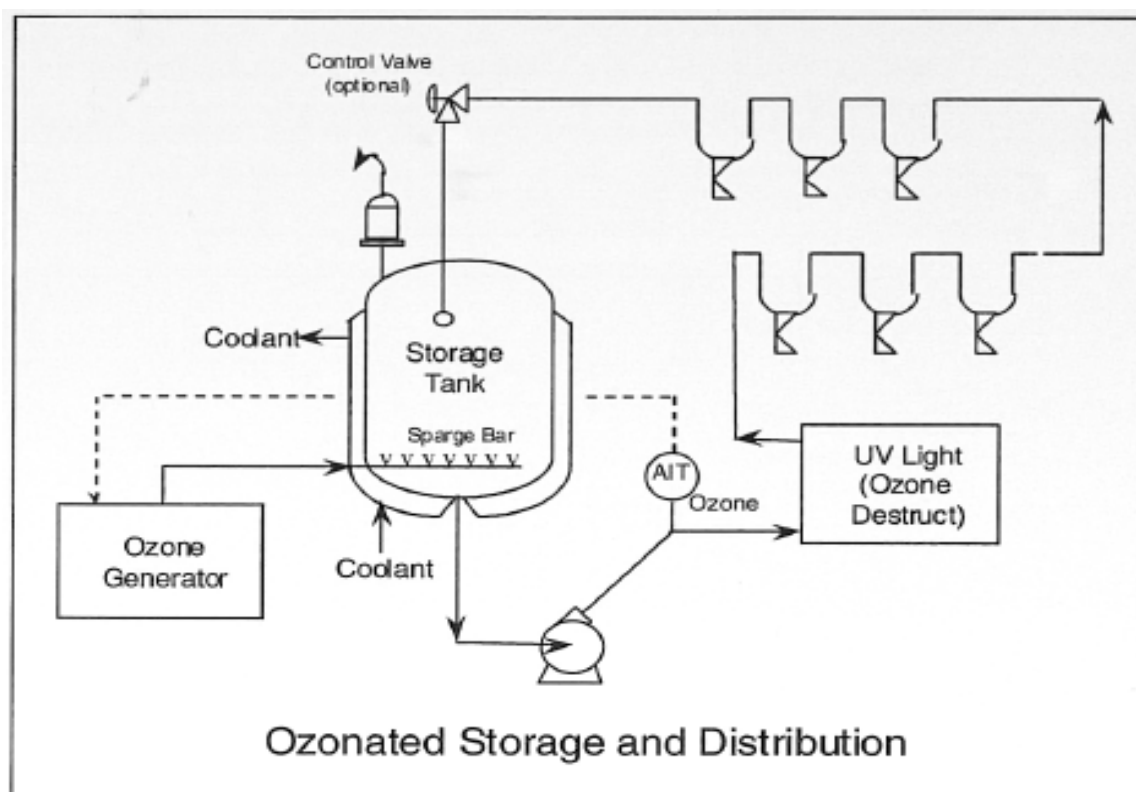 Control Valve
(optional)
Coolant
Storage
Tank
Sparge Bar
AIT
Ozone
UV Light
(Ozone
Destruct)
Ozone
Generator
Coolant
Ozonated Storage and Distribution